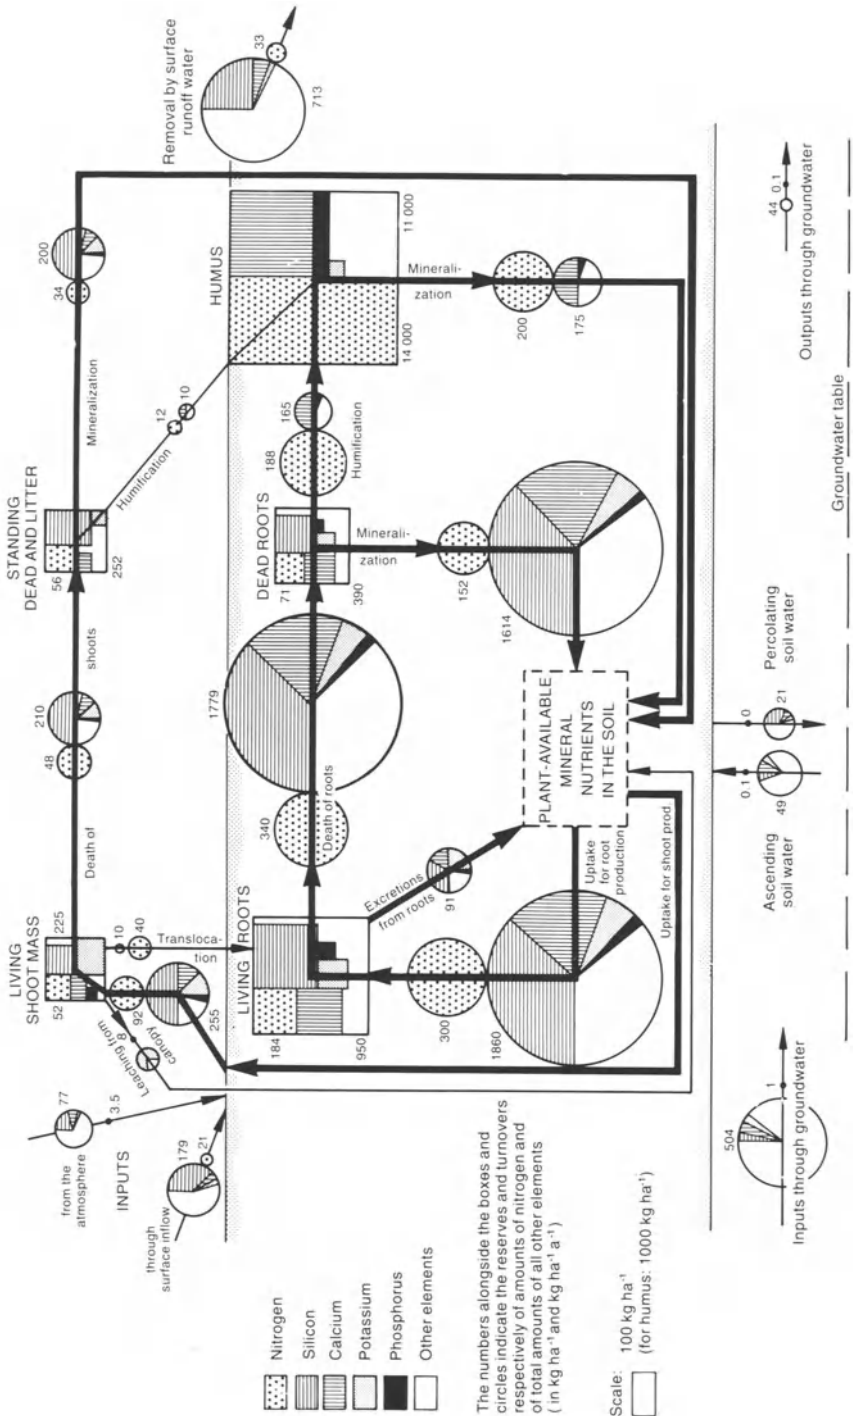 INPUTS
from the
atmosphere
77
3.5
through
surface inflow
179
21
LIVING
SHOOT MASS
52
225
Leaching from
canopy
8
92
255
10
40
Transloca-
tion
Death of
shoots
48
210
STANDING
DEAD AND LITTER
56
252
Mineralization
34
200
Humification
12
10
Removal by surface
runoff water
33
713
LIVING ROOTS
184
950
Death of roots
340
1779
DEAD ROOTS
71
390
Humification
188
165
HUMUS
14 000
11 000
Minerali-
zation
152
1614
Minerali-
zation
200
175
Excretions
from roots
91
300
1860
Uptake
for root
production
PLANT-AVAILABLE
MINERAL
NUTRIENTS
IN THE SOIL
Uptake for shoot prod.
Inputs through groundwater
504
1
Ascending
soil water
0.1
49
Percolating
soil water
0
21
Groundwater table
Outputs through groundwater
44
0.1
Nitrogen
Silicon
Calcium
Potassium
Phosphorus
Other elements
The numbers alongside the boxes and
circles indicate the reserves and turnovers
respectively of amounts of nitrogen and
of total amounts of all other elements
( in kg ha⁻¹ and kg ha⁻¹ a⁻¹ )
Scale:
100 kg ha⁻¹
(for humus: 1000 kg ha⁻¹)